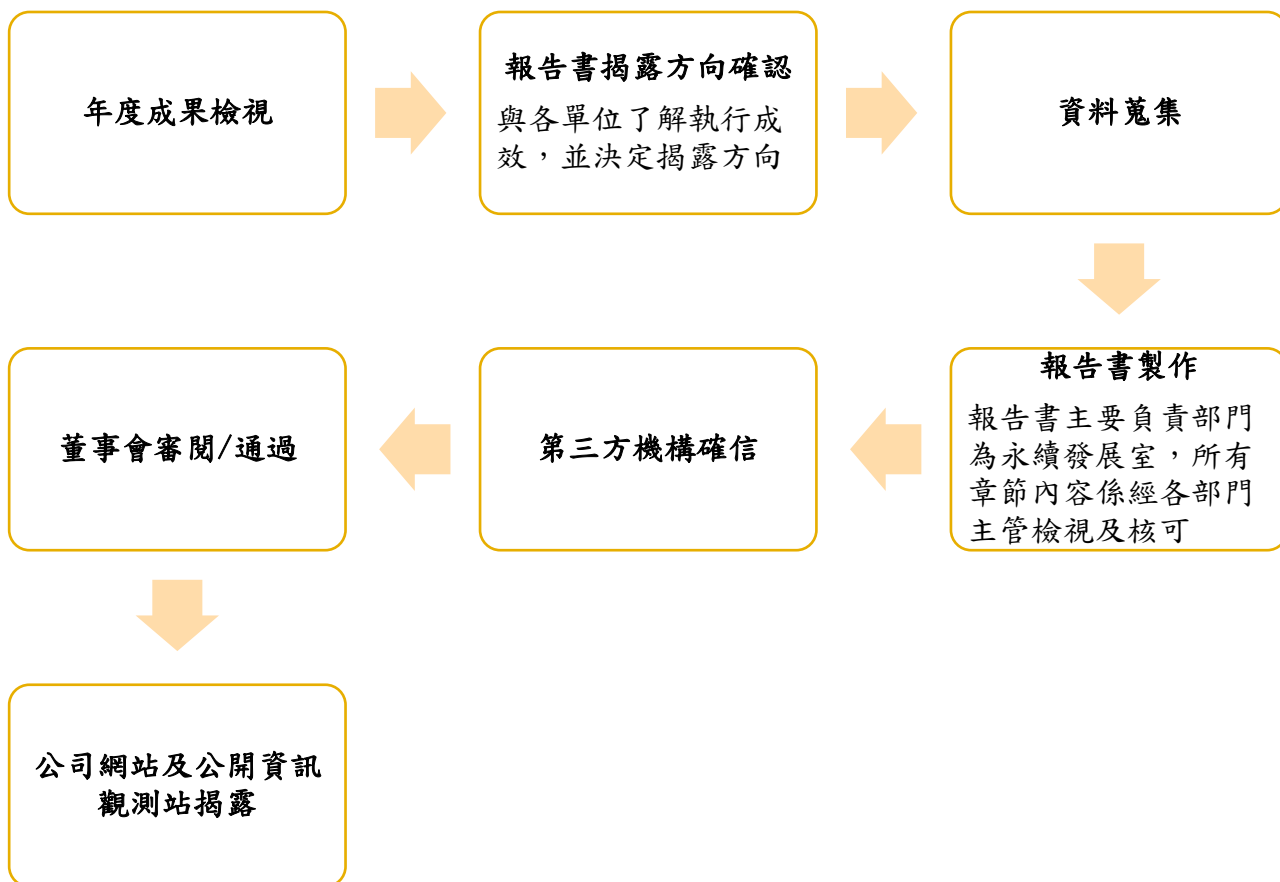 年度成果檢視
報告書揭露方向確認
與各單位了解執行成
效，並決定揭露方向
資料蒐集
報告書製作
報告書主要負責部門
為永續發展室，所有
章節內容係經各部門
主管檢視及核可
第三方機構確信
董事會審閱/通過
公司網站及公開資訊
觀測站揭露